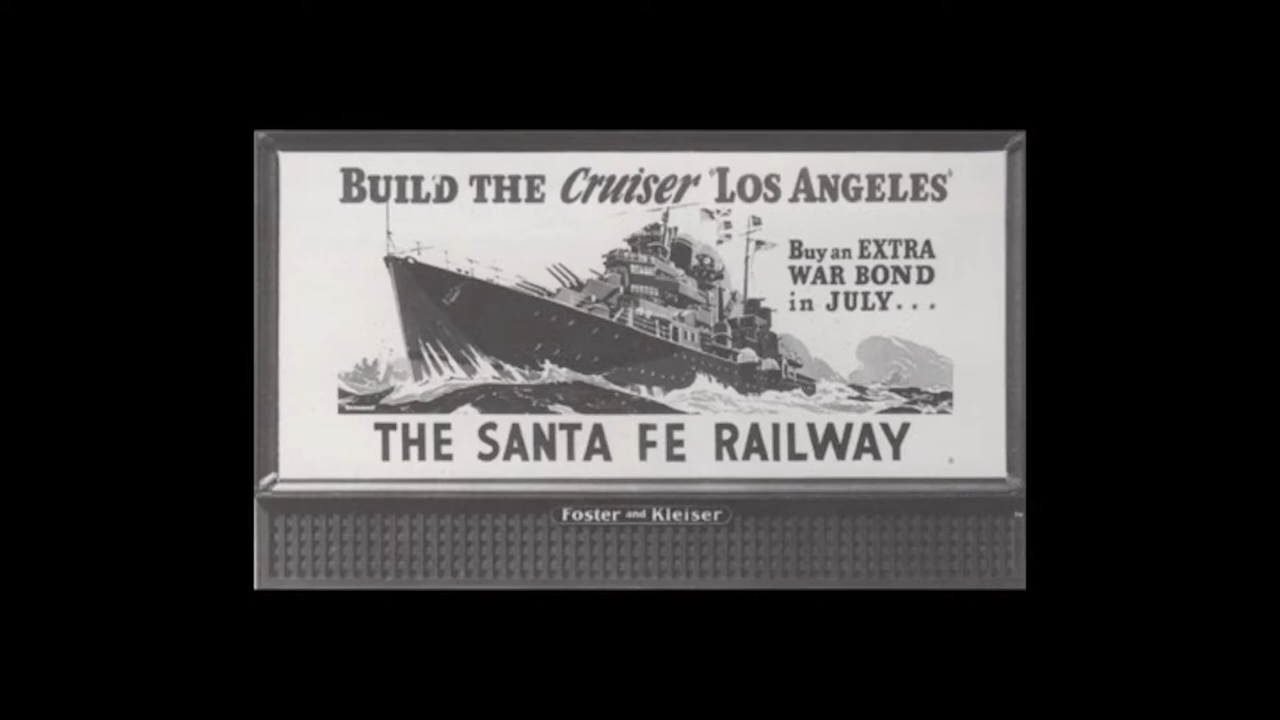 BUILD THE Cruiser 'LOS ANGELES'
Buy an EXTRA
WAR BOND
in JULY...
THE SANTA FE RAILWAY
Foster and Kleiser